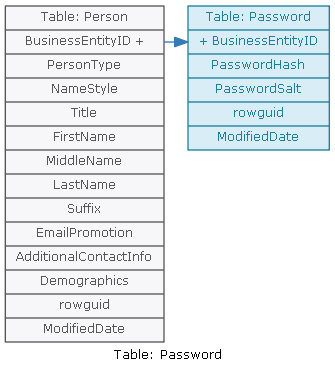 Table: Person
BusinessEntityID +
PersonType
NameStyle
Title
FirstName
MiddleName
LastName
Suffix
EmailPromotion
AdditionalContactInfo
Demographics
rowguid
ModifiedDate
Table: Password
+ BusinessEntityID
PasswordHash
PasswordSalt
rowguid
ModifiedDate
Table: Password